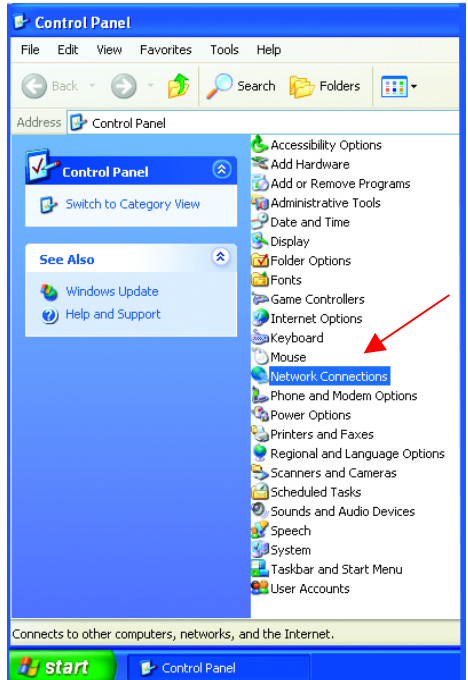 Control Panel
File Edit View Favorites Tools Help
Back Search Folders
Address Control Panel
Control Panel
Switch to Category View
See Also
Windows Update
Help and Support
Accessibility Options
Add Hardware
Add or Remove Programs
Administrative Tools
Date and Time
Display
Folder Options
Fonts
Game Controllers
Internet Options
Keyboard
Mouse
Network Connections
Phone and Modem Options
Power Options
Printers and Faxes
Regional and Language Options
Scanners and Cameras
Scheduled Tasks
Sounds and Audio Devices
Speech
System
Taskbar and Start Menu
User Accounts
Connects to other computers, networks, and the Internet.
start Control Panel